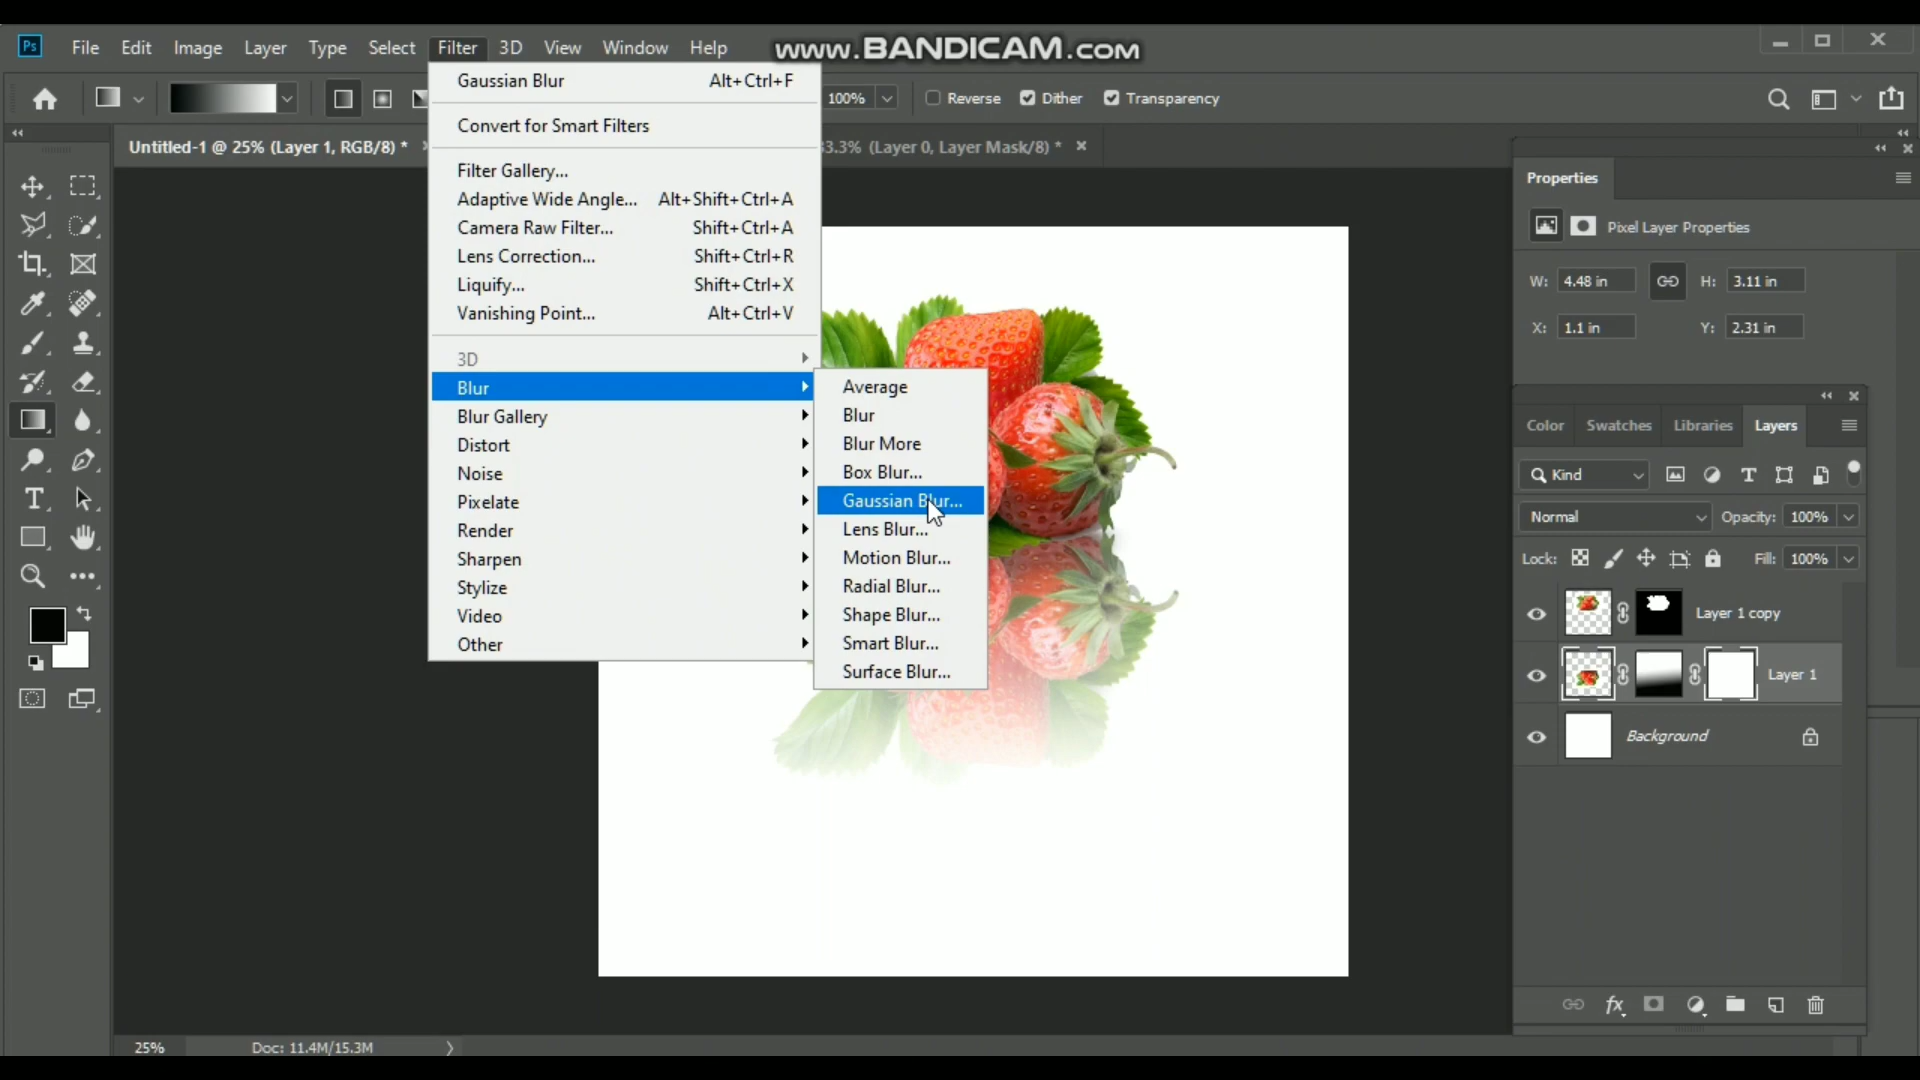 Ps File Edit Image Layer Type Select Filter 3D View Window Help www.BANDICAM.com
100% Reverse Dither Transparency
Untitled-1 @ 25% (Layer 1, RGB/8) * 3.3% (Layer 0, Layer Mask/8) *
Gaussian Blur Alt+Ctrl+F
Convert for Smart Filters
Filter Gallery...
Adaptive Wide Angle... Alt+Shift+Ctrl+A
Camera Raw Filter... Shift+Ctrl+A
Lens Correction... Shift+Ctrl+R
Liquify... Shift+Ctrl+X
Vanishing Point... Alt+Ctrl+V
3D
Blur
Blur Gallery
Distort
Noise
Pixelate
Render
Sharpen
Stylize
Video
Other
Average
Blur
Blur More
Box Blur...
Gaussian Blur...
Lens Blur...
Motion Blur...
Radial Blur...
Shape Blur...
Smart Blur...
Surface Blur...
Properties
Pixel Layer Properties
W: 4.48 in H: 3.11 in
X: 1.1 in Y: 2.31 in
Color Swatches Libraries Layers
Kind
Normal Opacity: 100%
Lock: Fill: 100%
Layer 1 copy
Layer 1
Background
25% Doc: 11.4M/15.3M